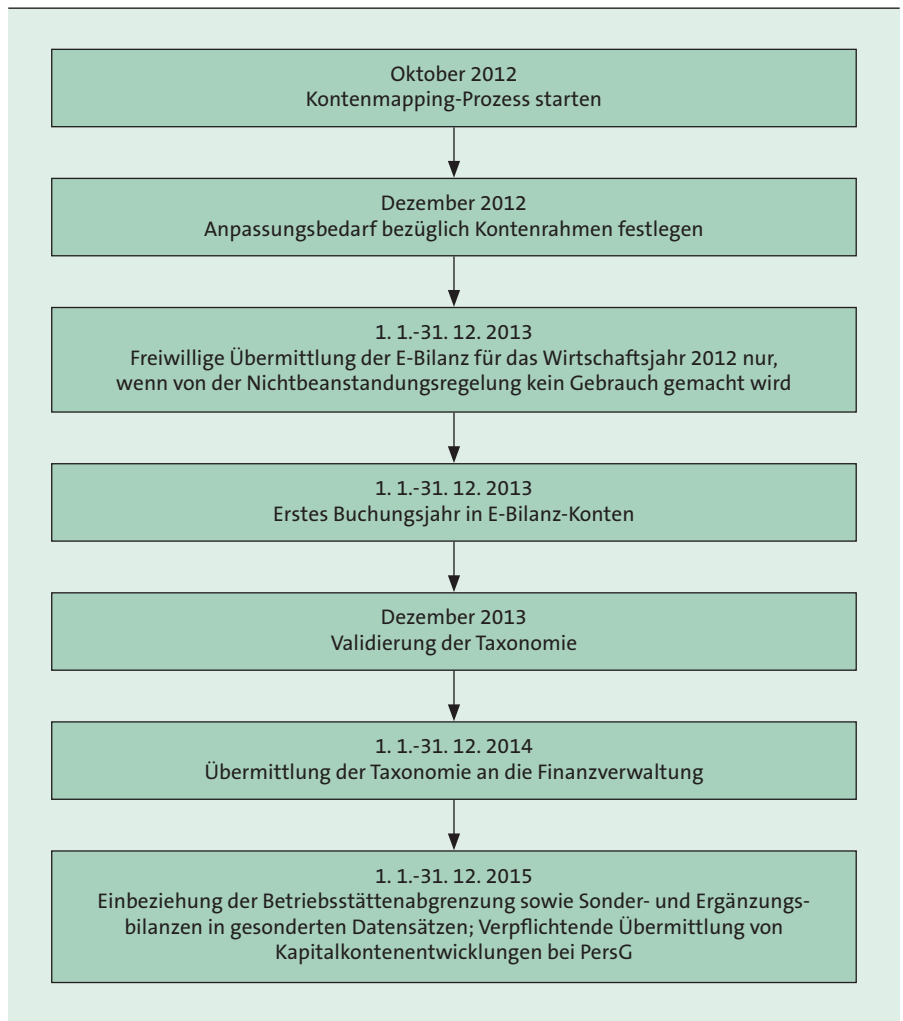 Oktober 2012
Kontenmapping-Prozess starten
Dezember 2012
Anpassungsbedarf bezüglich Kontenrahmen festlegen
1. 1.-31. 12. 2013
Freiwillige Übermittlung der E-Bilanz für das Wirtschaftsjahr 2012 nur,
wenn von der Nichtbeanstandungsregelung kein Gebrauch gemacht wird
1. 1.-31. 12. 2013
Erstes Buchungsjahr in E-Bilanz-Konten
Dezember 2013
Validierung der Taxonomie
1. 1.-31. 12. 2014
Übermittlung der Taxonomie an die Finanzverwaltung
1. 1.-31. 12. 2015
Einbeziehung der Betriebsstättenabgrenzung sowie Sonder- und Ergänzungs-
bilanzen in gesonderten Datensätzen; Verpflichtende Übermittlung von
Kapitalkontenentwicklungen bei PersG